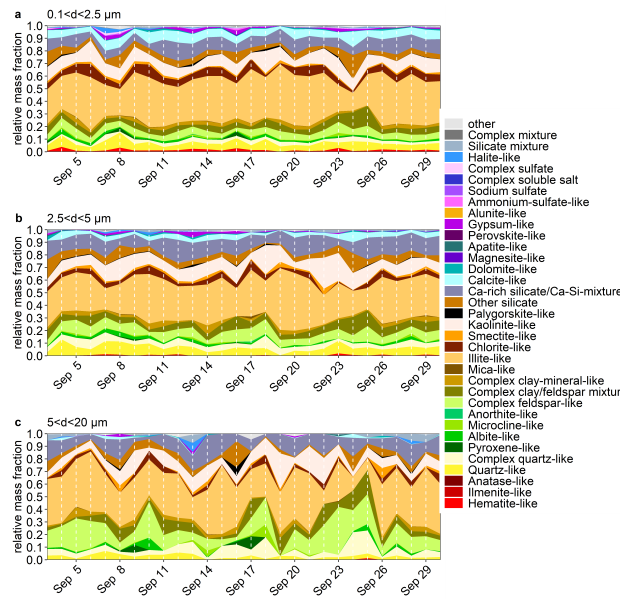 a 0.1<d<2.5 µm
relative mass fraction
1.0
0.9
0.8
0.7
0.6
0.5
0.4
0.3
0.2
0.1
0.0
Sep 5
Sep 8
Sep 11
Sep 14
Sep 17
Sep 20
Sep 23
Sep 26
Sep 29
b 2.5<d<5 µm
relative mass fraction
1.0
0.9
0.8
0.7
0.6
0.5
0.4
0.3
0.2
0.1
0.0
Sep 5
Sep 8
Sep 11
Sep 14
Sep 17
Sep 20
Sep 23
Sep 26
Sep 29
c 5<d<20 µm
relative mass fraction
1.0
0.9
0.8
0.7
0.6
0.5
0.4
0.3
0.2
0.1
0.0
Sep 5
Sep 8
Sep 11
Sep 14
Sep 17
Sep 20
Sep 23
Sep 26
Sep 29
other
Complex mixture
Silicate mixture
Halite-like
Complex sulfate
Complex soluble salt
Sodium sulfate
Ammonium-sulfate-like
Alunite-like
Gypsum-like
Perovskite-like
Apatite-like
Magnesite-like
Dolomite-like
Calcite-like
Ca-rich silicate/Ca-Si-mixture
Other silicate
Palygorskite-like
Kaolinite-like
Smectite-like
Chlorite-like
Illite-like
Mica-like
Complex clay-mineral-like
Complex clay/feldspar mixtur
Complex feldspar-like
Anorthite-like
Microcline-like
Albite-like
Pyroxene-like
Complex quartz-like
Quartz-like
Anatase-like
Ilmenite-like
Hematite-like